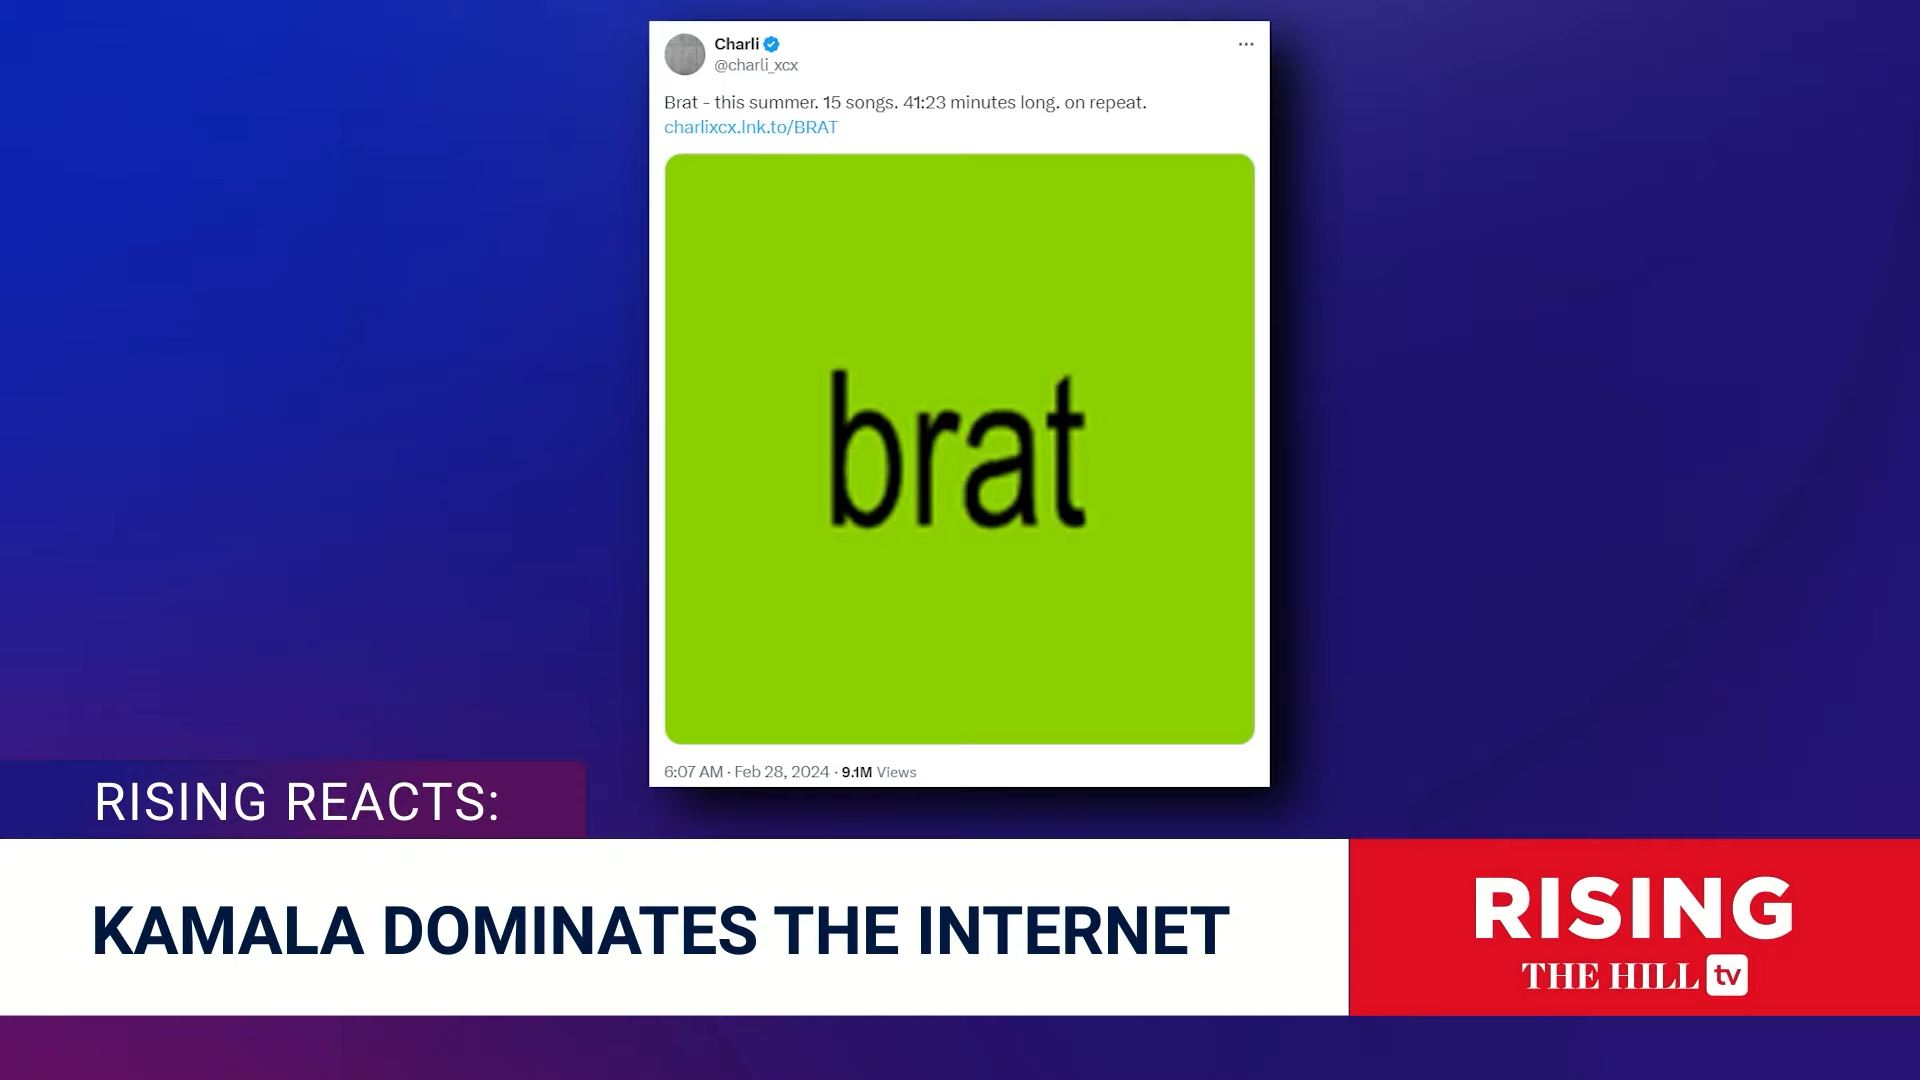 Charli
@charli_xcx
Brat - this summer. 15 songs. 41:23 minutes long. on repeat.
charlixcx.lnk.to/BRAT
brat
6:07 AM · Feb 28, 2024 · 9.1M Views
RISING REACTS:
KAMALA DOMINATES THE INTERNET
RISING
THE HILL tv